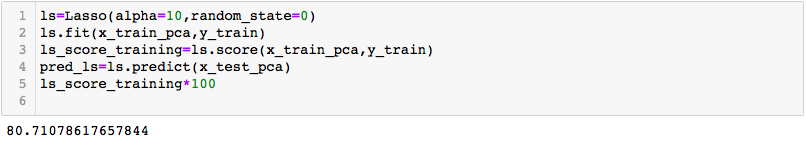 1 ls=Lasso(alpha=10,random_state=0)
2 ls.fit(x_train_pca,y_train)
3 ls_score_training=ls.score(x_train_pca,y_train)
4 pred_ls=ls.predict(x_test_pca)
5 ls_score_training*100
6
80.71078617657844